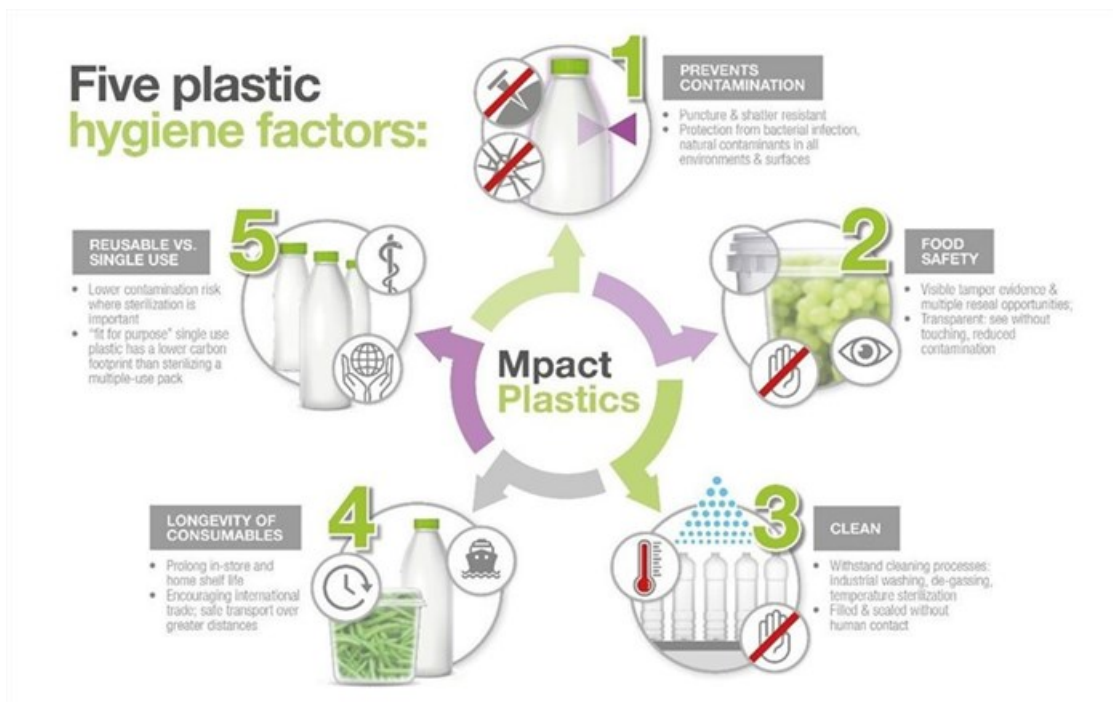 Five plastic
hygiene factors:
1
PREVENTS
CONTAMINATION
• Puncture & shatter resistant
• Protection from bacterial infection,
natural contaminants in all
environments & surfaces
2
FOOD
SAFETY
• Visible tamper evidence &
multiple reseal opportunities;
• Transparent: see without
touching, reduced
contamination
3
CLEAN
• Withstand cleaning processes:
industrial washing, de-gassing,
temperature sterilization
• Filled & sealed without
human contact
4
LONGEVITY OF
CONSUMABLES
• Prolong in-store and
home shelf life
• Encouraging international
trade; safe transport over
greater distances
5
REUSABLE VS.
SINGLE USE
• Lower contamination risk
where sterilization is
important
• "fit for purpose" single use
plastic has a lower carbon
footprint than sterilizing a
multiple-use pack
Mpact
Plastics